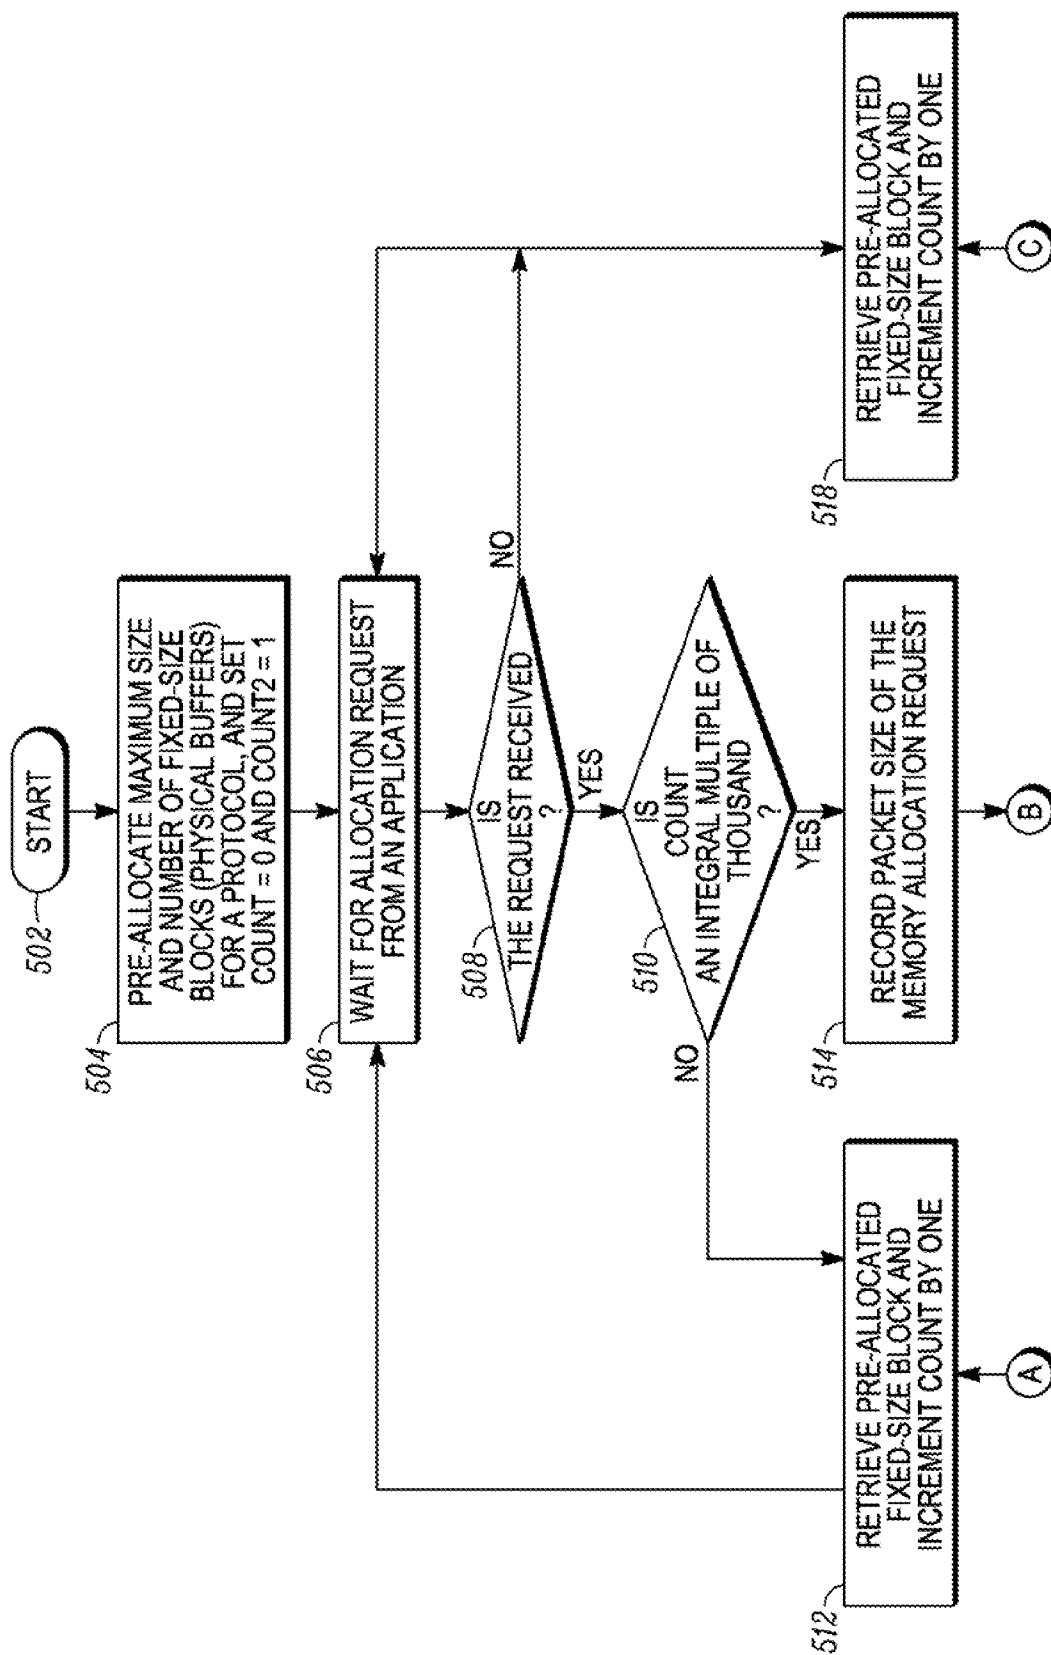 START
502
PRE-ALLOCATE MAXIMUM SIZE
AND NUMBER OF FIXED-SIZE
BLOCKS (PHYSICAL BUFFERS)
FOR A PROTOCOL, AND SET
COUNT = 0 AND COUNT2 = 1
504
WAIT FOR ALLOCATION REQUEST
FROM AN APPLICATION
506
IS
THE REQUEST RECEIVED
?
508
NO
YES
IS
COUNT
AN INTEGRAL MULTIPLE OF
THOUSAND
?
510
NO
YES
RETRIEVE PRE-ALLOCATED
FIXED-SIZE BLOCK AND
INCREMENT COUNT BY ONE
512
RECORD PACKET SIZE OF THE
MEMORY ALLOCATION REQUEST
514
RETRIEVE PRE-ALLOCATED
FIXED-SIZE BLOCK AND
INCREMENT COUNT BY ONE
518
A
B
C